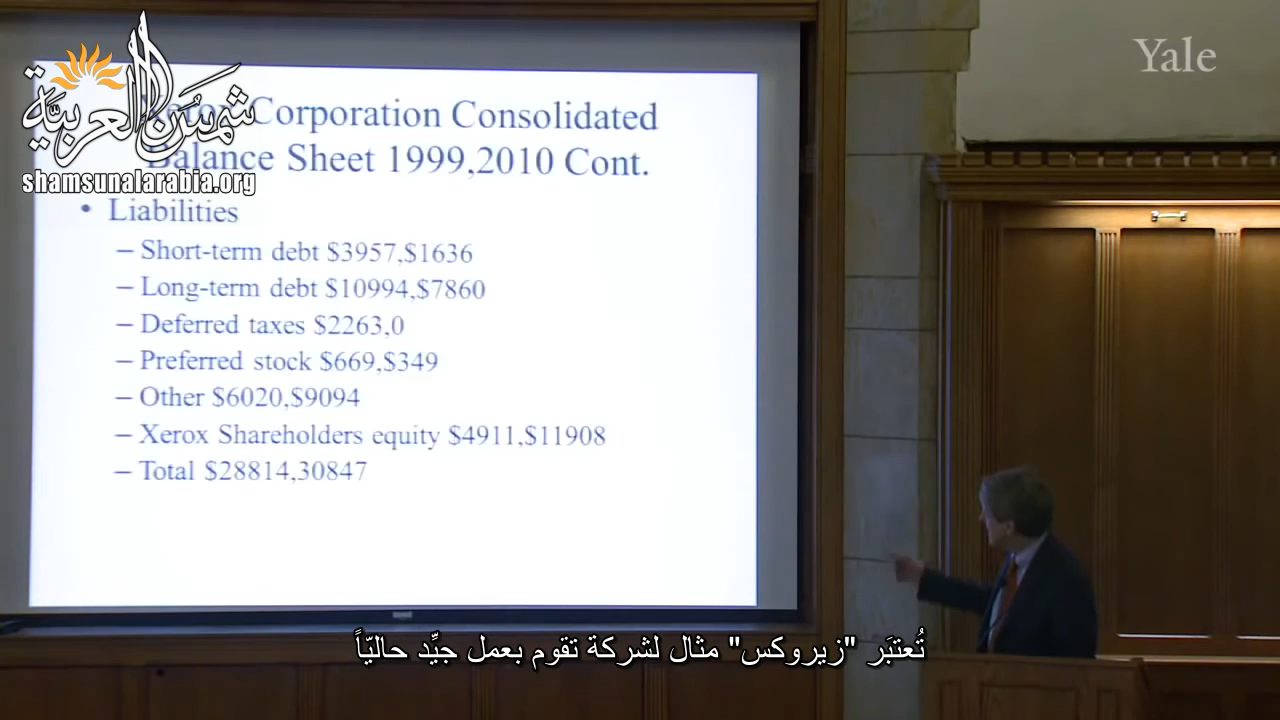 Yale
شمس العربية
shamsunalarabia.org
Xerox Corporation Consolidated
Balance Sheet 1999,2010 Cont.
• Liabilities
– Short-term debt $3957,$1636
– Long-term debt $10994,$7860
– Deferred taxes $2263,0
– Preferred stock $669,$349
– Other $6020,$9094
– Xerox Shareholders equity $4911,$11908
– Total $28814,30847
تُعتبَر "زيروكس" مثال لشركة تقوم بعمل جيِّد حاليّاً